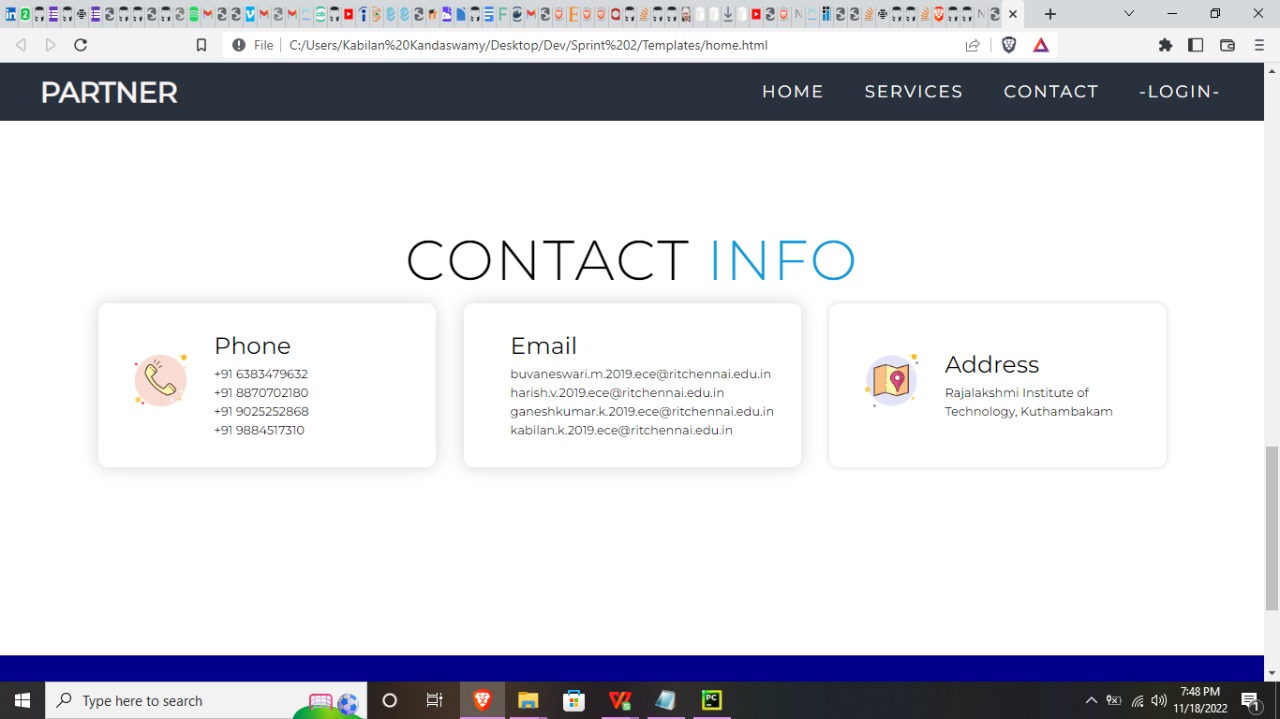 File
C:/Users/Kabilan%20Kandaswamy/Desktop/Dev/Sprint%202/Templates/home.html
PARTNER
HOME
SERVICES
CONTACT
-LOGIN-
CONTACT INFO
Phone
+91 6383479632
+91 8870702180
+91 9025252868
+91 9884517310
Email
buvaneswari.m.2019.ece@ritchennai.edu.in
harish.v.2019.ece@ritchennai.edu.in
ganeshkumar.k.2019.ece@ritchennai.edu.in
kabilan.k.2019.ece@ritchennai.edu.in
Address
Rajalakshmi Institute of
Technology, Kuthambakam
Type here to search
7:48 PM
11/18/2022